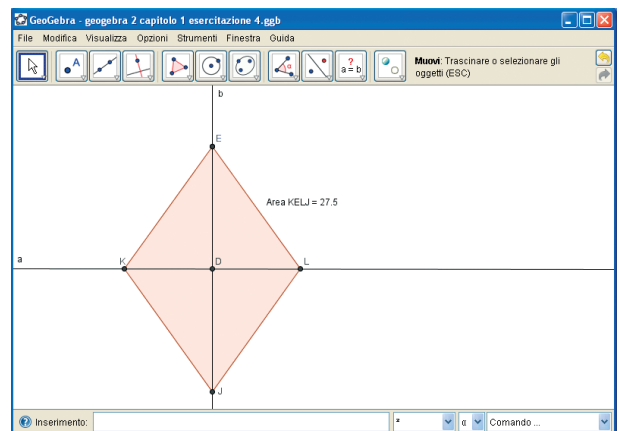 GeoGebra - geogebra 2 capitolo 1 esercitazione 4.ggb
File Modifica Visualizza Opzioni Strumenti Finestra Guida
A
α
?
a = b
Muovi: Trascinare o selezionare gli
oggetti (ESC)
b
E
Area KELJ = 27.5
a
K
D
L
J
Inserimento:
²
α
Comando ...